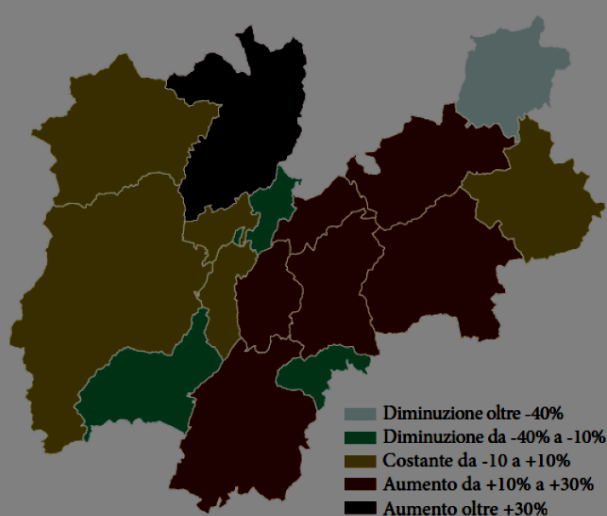 Diminuzione oltre -40%
Diminuzione da -40% a -10%
Costante da -10 a +10%
Aumento da +10% a +30%
Aumento oltre +30%